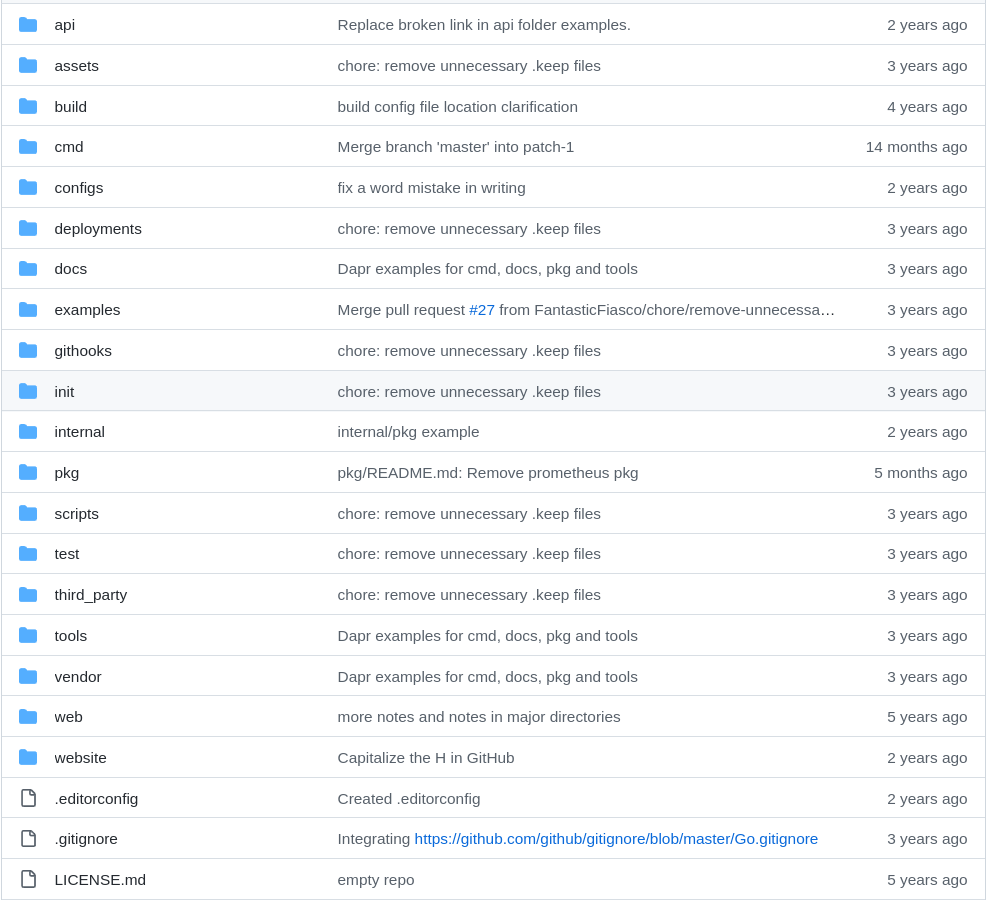 api Replace broken link in api folder examples. 2 years ago
assets chore: remove unnecessary .keep files 3 years ago
build build config file location clarification 4 years ago
cmd Merge branch 'master' into patch-1 14 months ago
configs fix a word mistake in writing 2 years ago
deployments chore: remove unnecessary .keep files 3 years ago
docs Dapr examples for cmd, docs, pkg and tools 3 years ago
examples Merge pull request #27 from FantasticFiasco/chore/remove-unnecessa… 3 years ago
githooks chore: remove unnecessary .keep files 3 years ago
init chore: remove unnecessary .keep files 3 years ago
internal internal/pkg example 2 years ago
pkg pkg/README.md: Remove prometheus pkg 5 months ago
scripts chore: remove unnecessary .keep files 3 years ago
test chore: remove unnecessary .keep files 3 years ago
third_party chore: remove unnecessary .keep files 3 years ago
tools Dapr examples for cmd, docs, pkg and tools 3 years ago
vendor Dapr examples for cmd, docs, pkg and tools 3 years ago
web more notes and notes in major directories 5 years ago
website Capitalize the H in GitHub 2 years ago
.editorconfig Created .editorconfig 2 years ago
.gitignore Integrating https://github.com/github/gitignore/blob/master/Go.gitignore 3 years ago
LICENSE.md empty repo 5 years ago